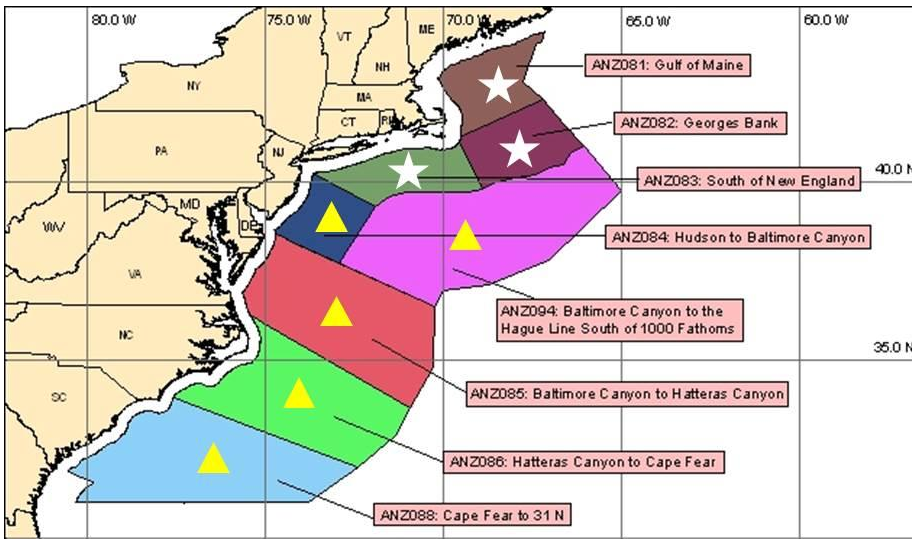 80.0 W
75.0 W
70.0 W
65.0 W
60.0 W
ME
VT
NH
ANZ081: Gulf of Maine
NY
MA
CT
RI
ANZ082: Georges Bank
PA
NJ
40.0 N
ANZ083: South of New England
MD
DE
WV
ANZ084: Hudson to Baltimore Canyon
VA
ANZ094: Baltimore Canyon to the
Hague Line South of 1000 Fathoms
NC
35.0 N
ANZ085: Baltimore Canyon to Hatteras Canyon
SC
ANZ086: Hatteras Canyon to Cape Fear
ANZ088: Cape Fear to 31 N